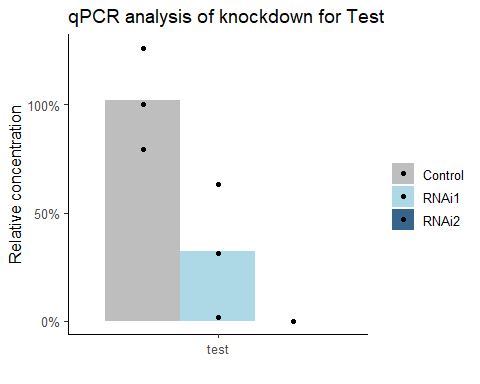 qPCR analysis of knockdown for Test
Relative concentration
100%
50%
0%
test
Control
RNAi1
RNAi2